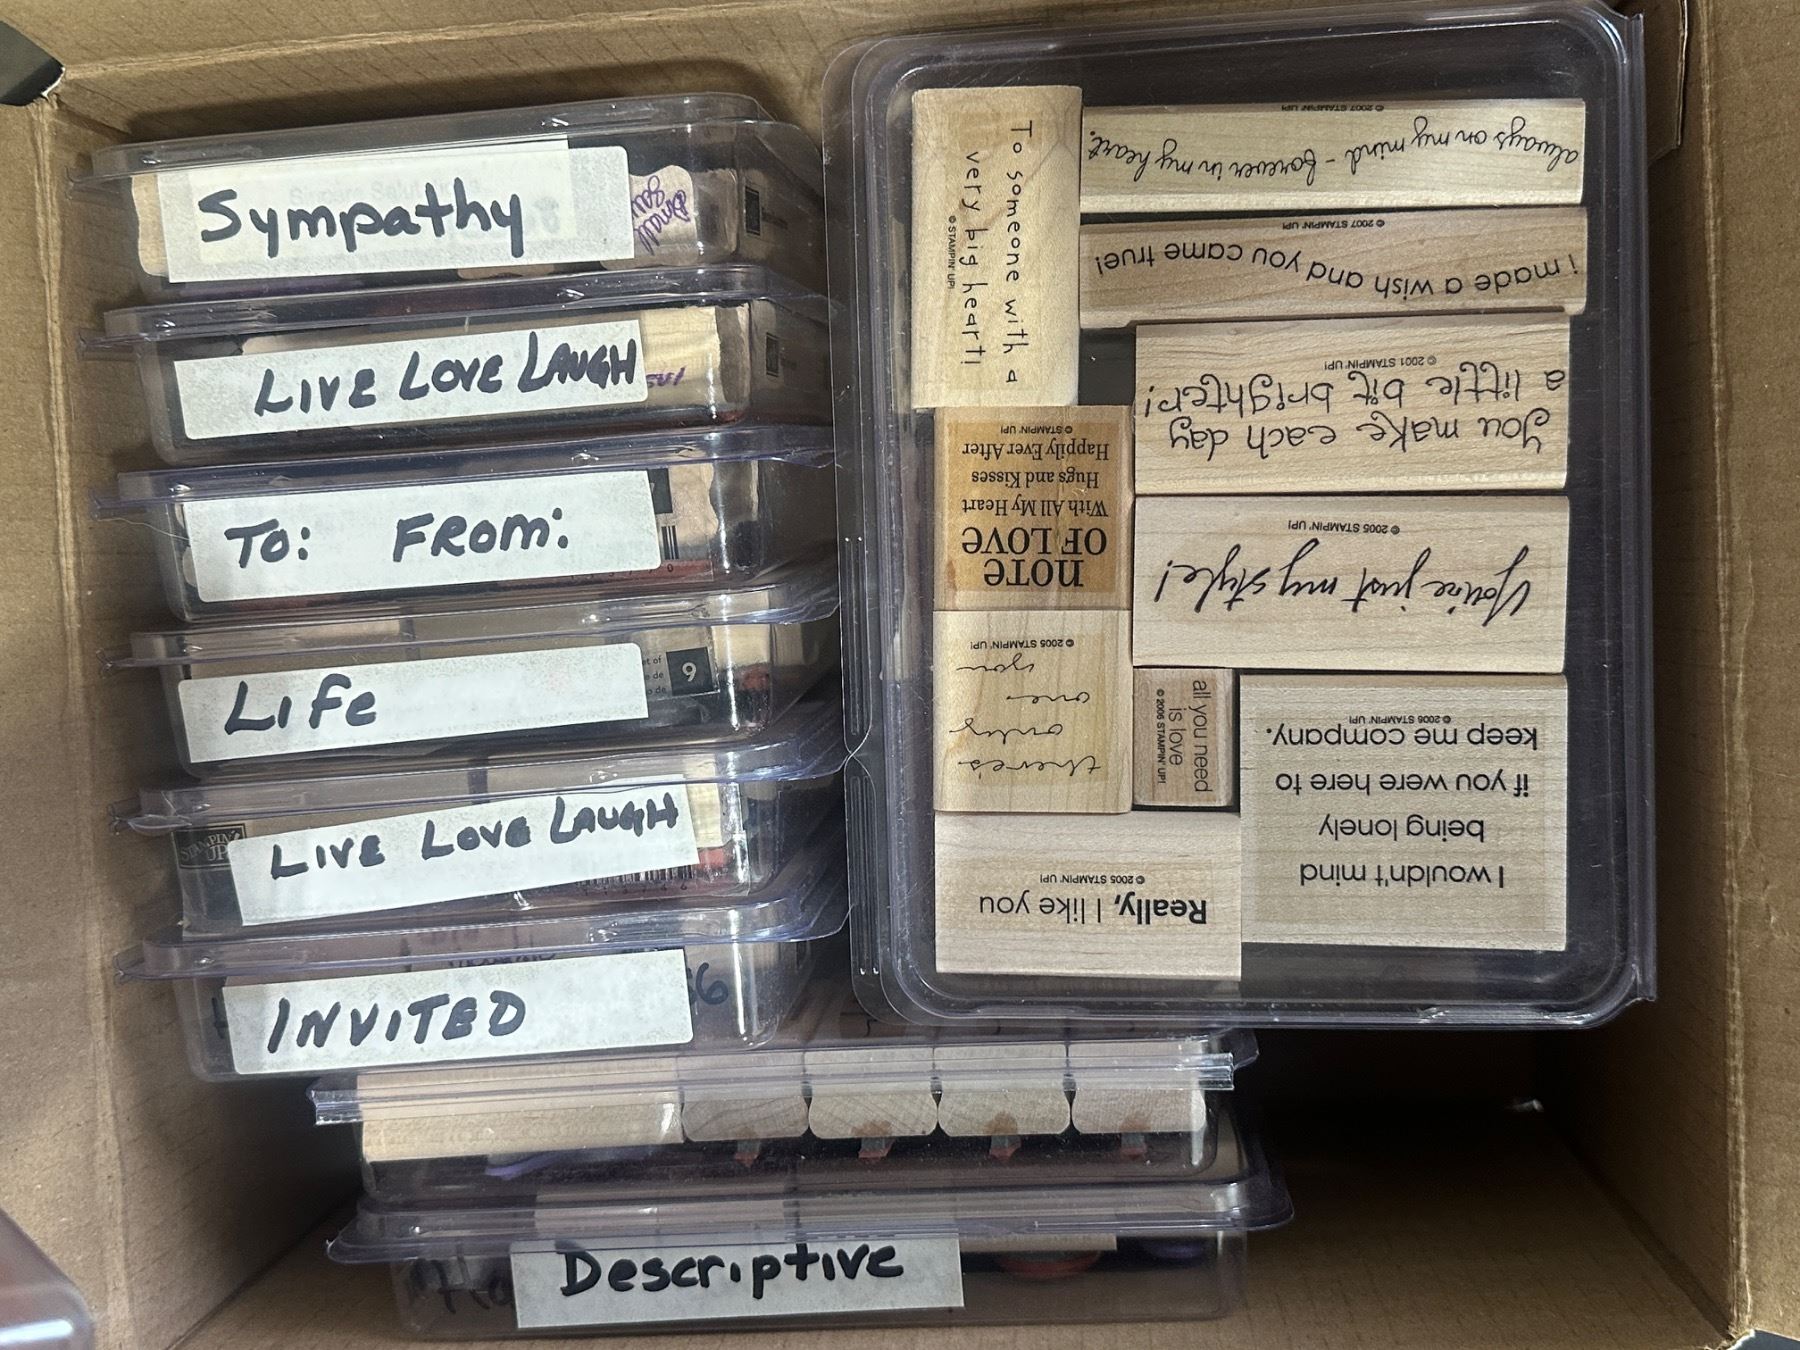 Sympathy
small
LIVE LOVE LAUGH
TO: FROM:
LIFE
9
LIVE LOVE LAUGH
STAMPIN'
UP!
INVITED
Descriptive
To someone with a
very big heart!
© STAMPIN' UP!
always on my mind - forever in my heart.
© 2007 STAMPIN' UP!
i made a wish and you came true!
© 2007 STAMPIN' UP!
you make each day
a little bit brighter!
© 2001 STAMPIN' UP!
note
OF LOVE
With All My Heart
Hugs and Kisses
Happily Ever After
© STAMPIN' UP!
You're just my style!
© 2005 STAMPIN' UP!
there's
only
one
you
© 2005 STAMPIN' UP!
all you need
is love
© 2006 STAMPIN' UP!
I wouldn't mind
being lonely
if you were here to
keep me company.
© 2006 STAMPIN' UP!
Really, I like you
© 2005 STAMPIN' UP!